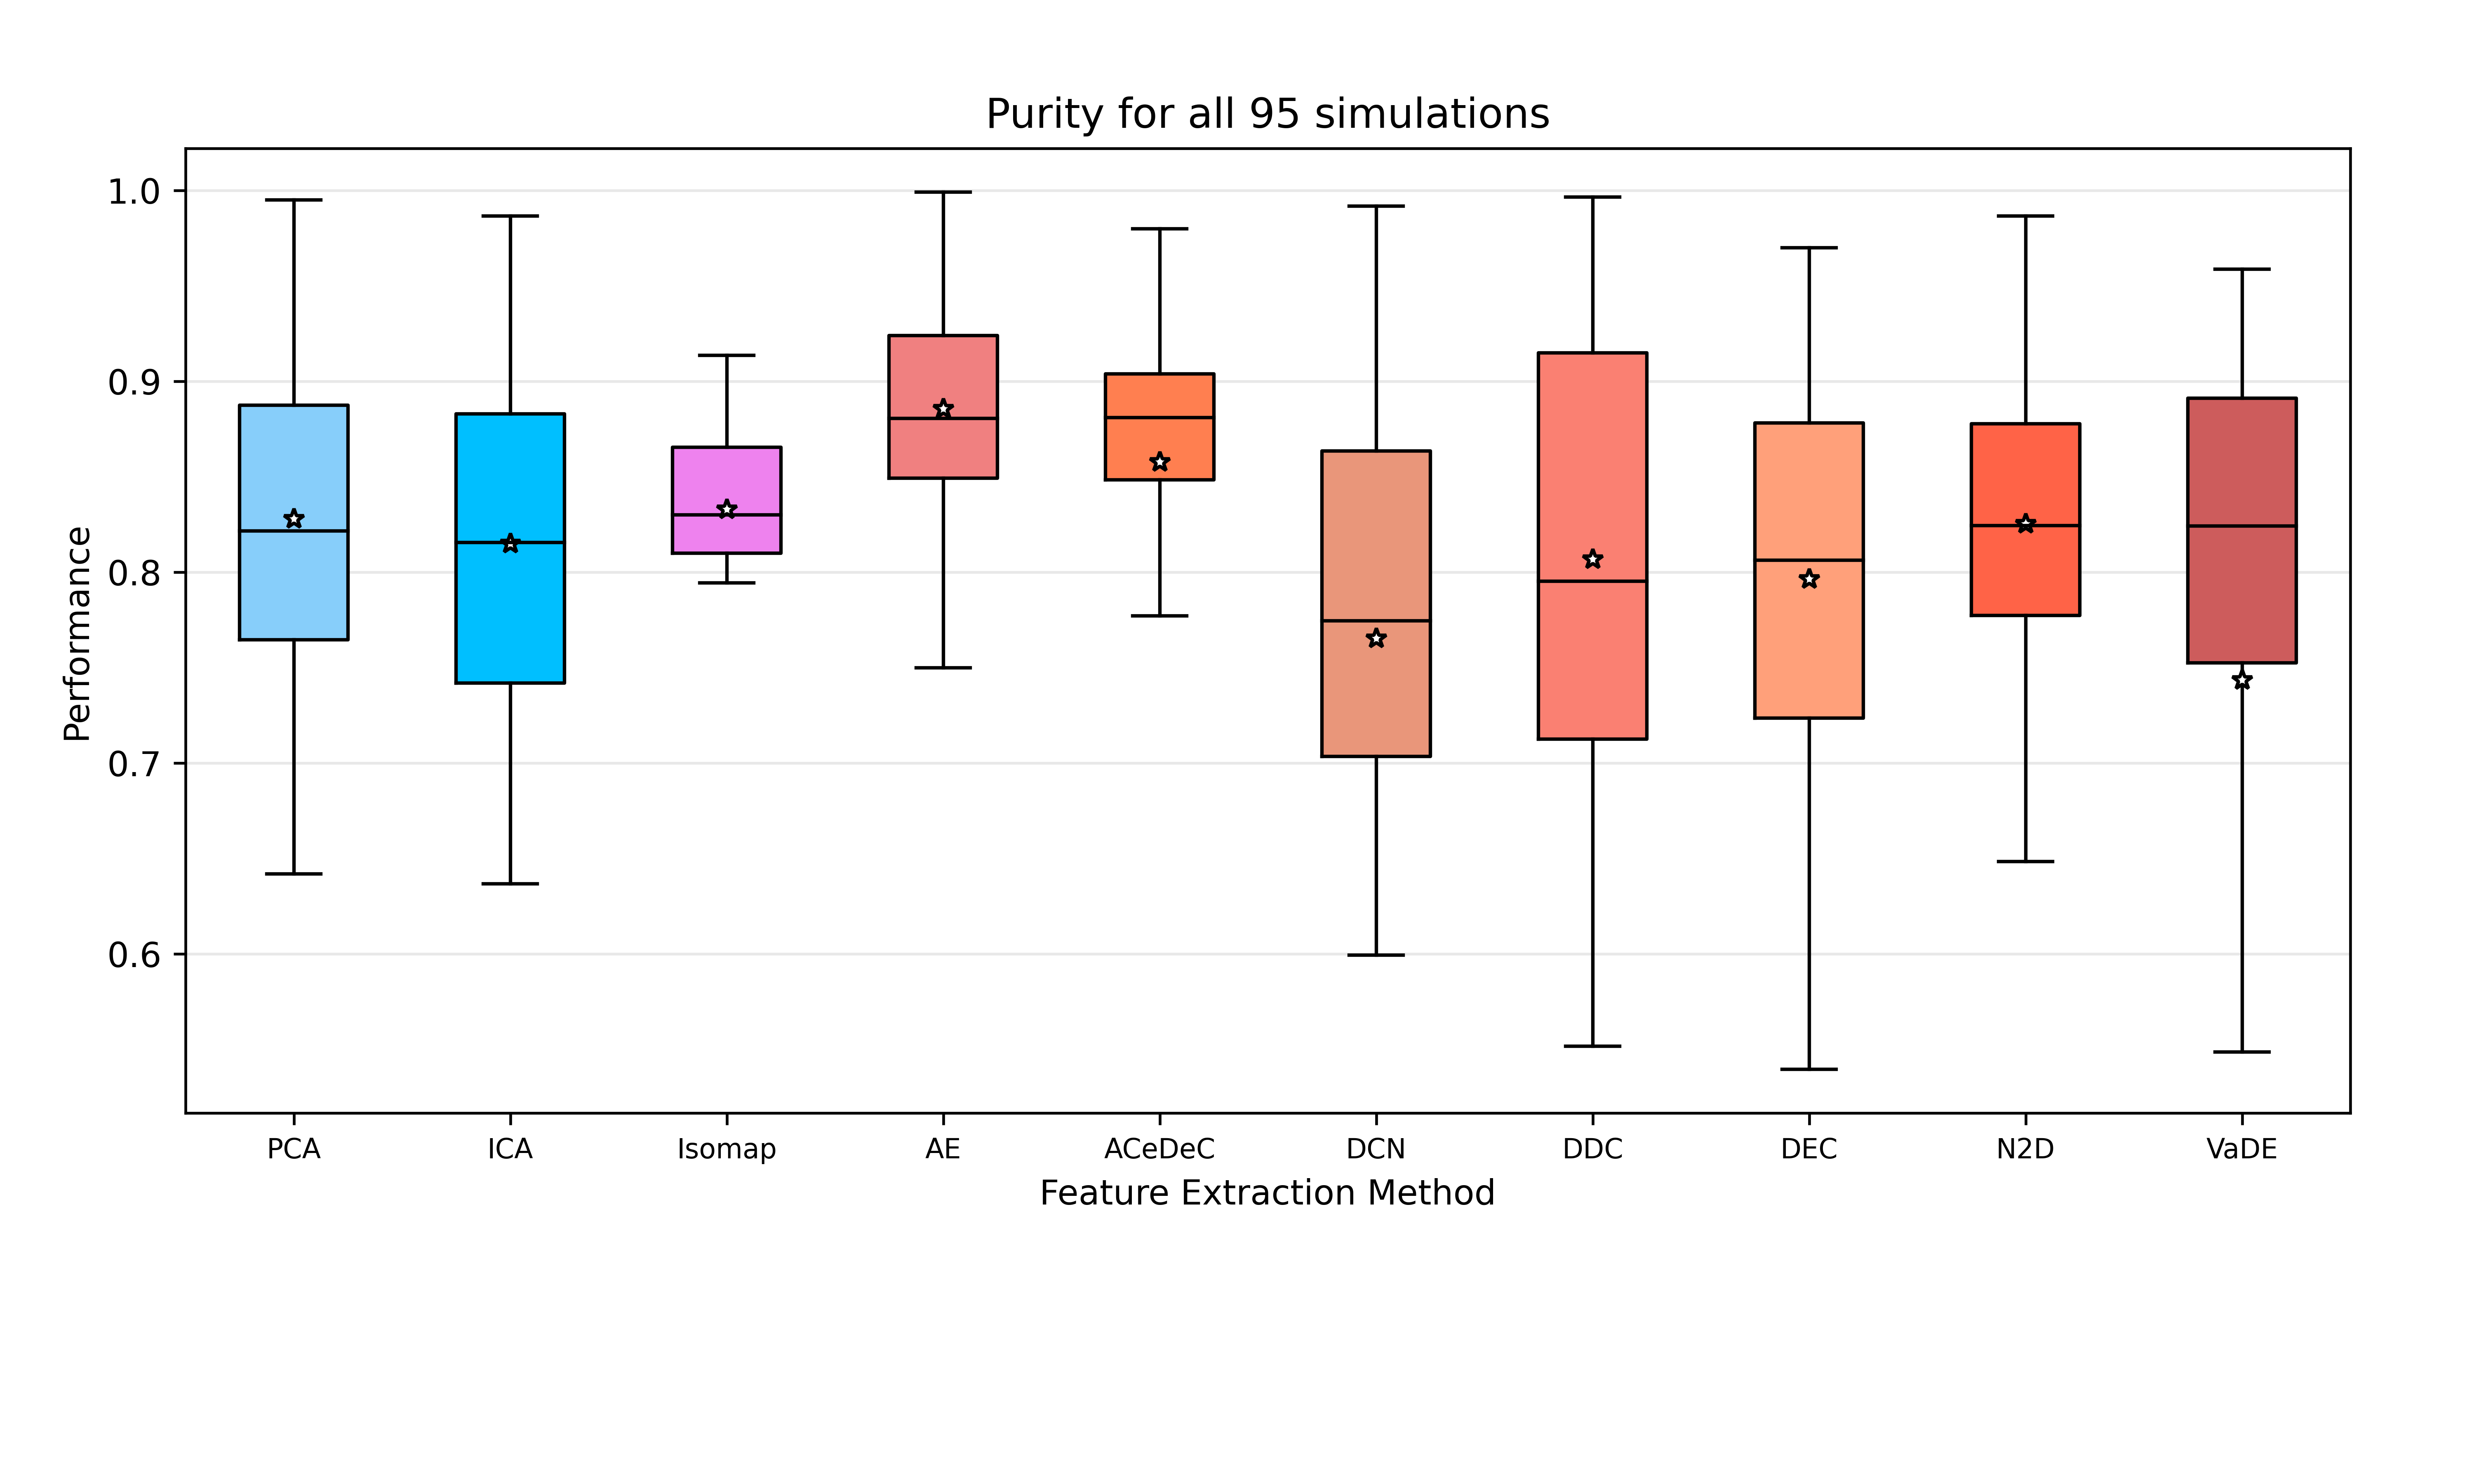 Purity for all 95 simulations
1.0
0.9
0.8
0.7
0.6
Performance
PCA ICA Isomap AE ACeDeC DCN DDC DEC N2D VaDE
Feature Extraction Method